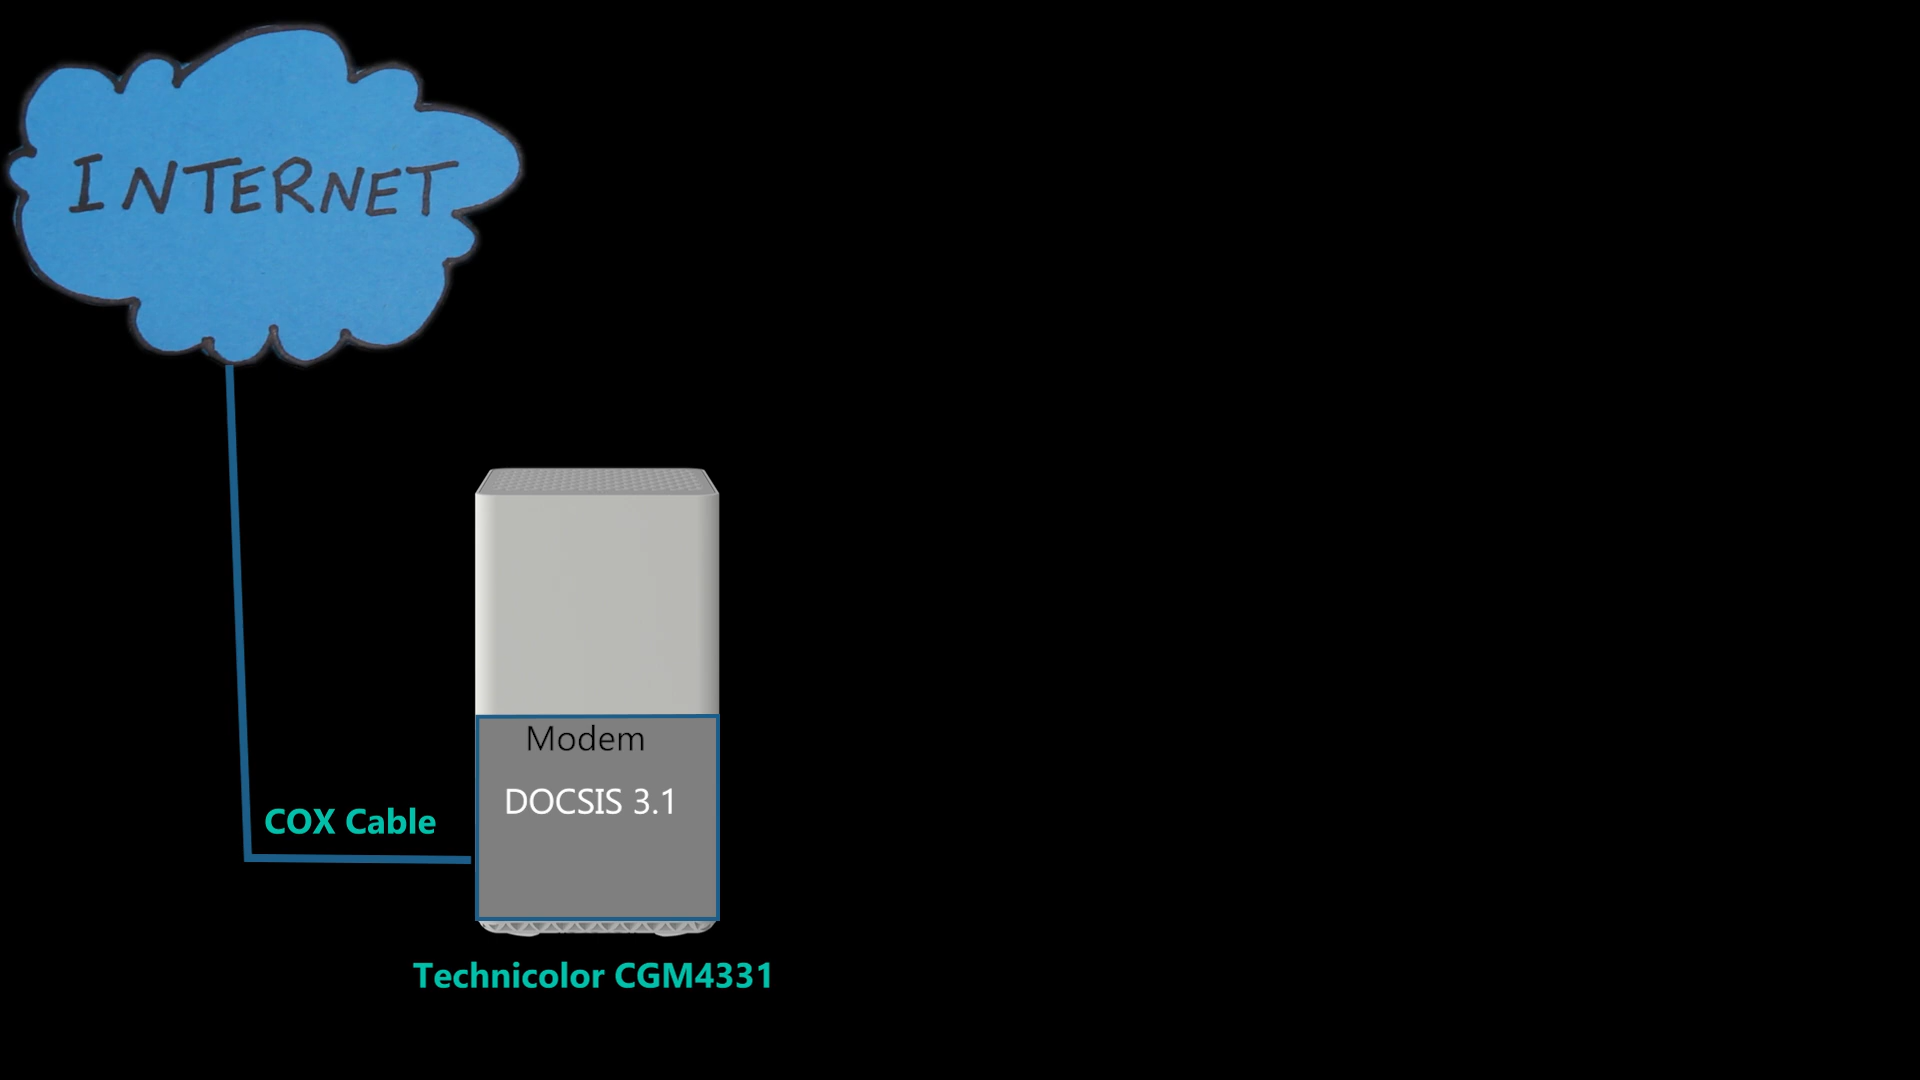 INTERNET
Modem
DOCSIS 3.1
COX Cable
Technicolor CGM4331